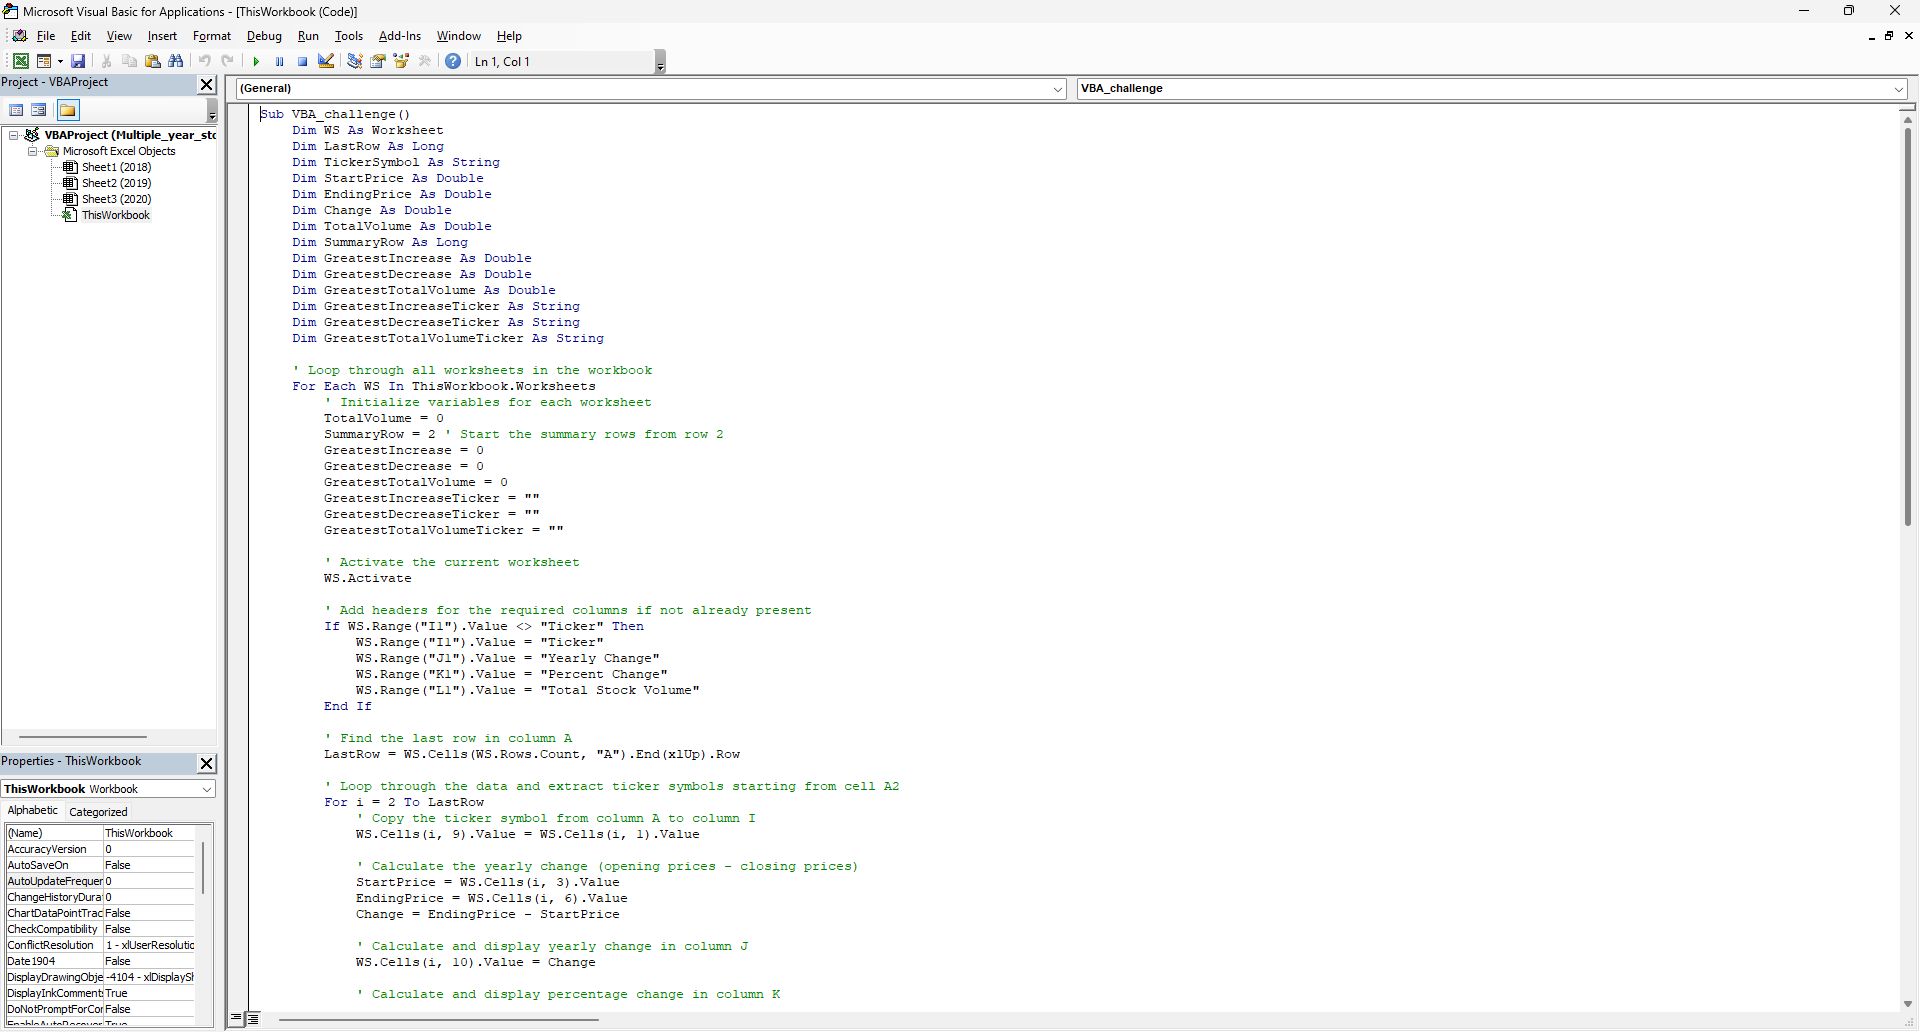 Microsoft Visual Basic for Applications - [ThisWorkbook (Code)]
File Edit View Insert Format Debug Run Tools Add-Ins Window Help
Ln 1, Col 1
Project - VBAProject
VBAProject (Multiple_year_sto
Microsoft Excel Objects
Sheet1 (2018)
Sheet2 (2019)
Sheet3 (2020)
ThisWorkbook
Properties - ThisWorkbook
ThisWorkbook Workbook
Alphabetic Categorized
(Name) ThisWorkbook
AccuracyVersion 0
AutoSaveOn False
AutoUpdateFrequen 0
ChangeHistoryDurat 0
ChartDataPointTrac False
CheckCompatibility False
ConflictResolution 1 - xlUserResolutio
Date1904 False
DisplayDrawingObje -4104 - xlDisplaySh
DisplayInkComment: True
DoNotPromptForCor False
EnableAutoRecover True
(General) VBA_challenge
Sub VBA_challenge()
    Dim WS As Worksheet
    Dim LastRow As Long
    Dim TickerSymbol As String
    Dim StartPrice As Double
    Dim EndingPrice As Double
    Dim Change As Double
    Dim TotalVolume As Double
    Dim SummaryRow As Long
    Dim GreatestIncrease As Double
    Dim GreatestDecrease As Double
    Dim GreatestTotalVolume As Double
    Dim GreatestIncreaseTicker As String
    Dim GreatestDecreaseTicker As String
    Dim GreatestTotalVolumeTicker As String
    ' Loop through all worksheets in the workbook
    For Each WS In ThisWorkbook.Worksheets
        ' Initialize variables for each worksheet
        TotalVolume = 0
        SummaryRow = 2 ' Start the summary rows from row 2
        GreatestIncrease = 0
        GreatestDecrease = 0
        GreatestTotalVolume = 0
        GreatestIncreaseTicker = ""
        GreatestDecreaseTicker = ""
        GreatestTotalVolumeTicker = ""
        ' Activate the current worksheet
        WS.Activate
        ' Add headers for the required columns if not already present
        If WS.Range("I1").Value <> "Ticker" Then
            WS.Range("I1").Value = "Ticker"
            WS.Range("J1").Value = "Yearly Change"
            WS.Range("K1").Value = "Percent Change"
            WS.Range("L1").Value = "Total Stock Volume"
        End If
        ' Find the last row in column A
        LastRow = WS.Cells(WS.Rows.Count, "A").End(xlUp).Row
        ' Loop through the data and extract ticker symbols starting from cell A2
        For i = 2 To LastRow
            ' Copy the ticker symbol from column A to column I
            WS.Cells(i, 9).Value = WS.Cells(i, 1).Value
            ' Calculate the yearly change (opening prices - closing prices)
            StartPrice = WS.Cells(i, 3).Value
            EndingPrice = WS.Cells(i, 6).Value
            Change = EndingPrice - StartPrice
            ' Calculate and display yearly change in column J
            WS.Cells(i, 10).Value = Change
            ' Calculate and display percentage change in column K